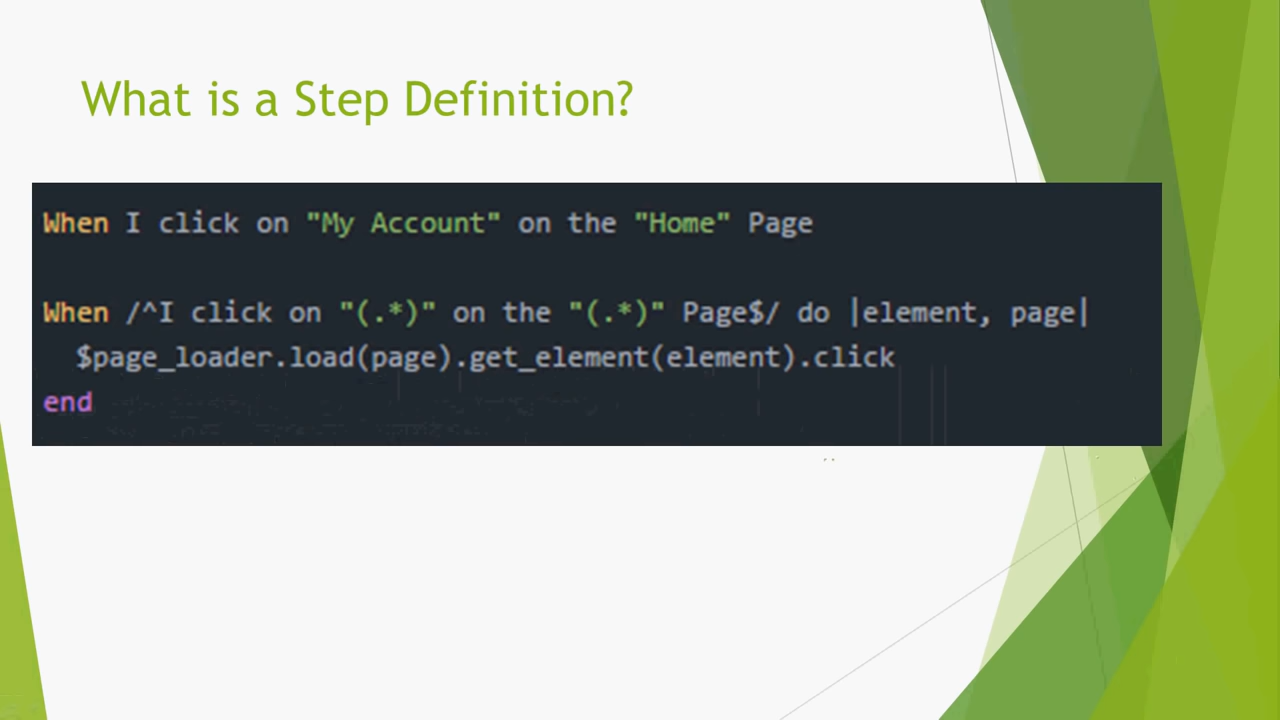 What is a Step Definition?
When I click on "My Account" on the "Home" Page
When /^I click on "(.*)" on the "(.*)" Page$/ do |element, page|
$page_loader.load(page).get_element(element).click
end